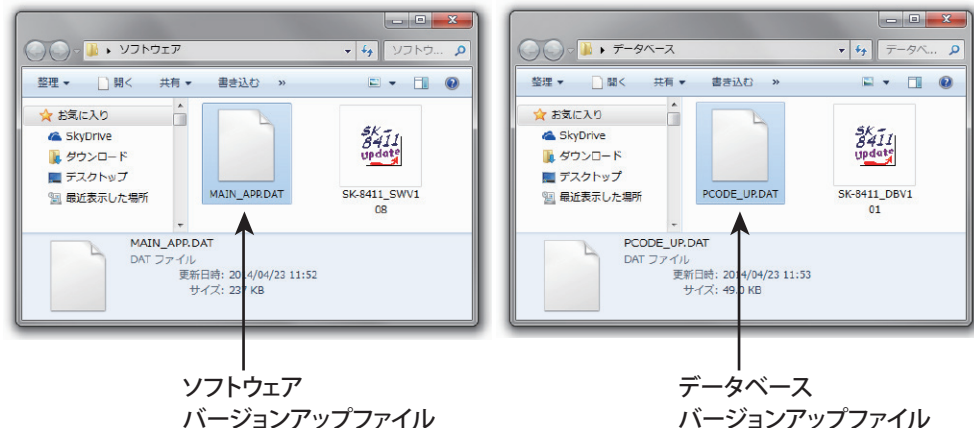 ソフトウェア
ソフトウ...
整理 開く 共有 書き込む »
お気に入り
SkyDrive
ダウンロード
デスクトップ
最近表示した場所
SK-
8411
update
MAIN_APP.DAT
SK-8411_SWV1
08
MAIN_APP.DAT
DAT ファイル
更新日時: 2014/04/23 11:52
サイズ: 237 KB
ソフトウェア
バージョンアップファイル
データベース
データベ...
整理 開く 共有 書き込む »
お気に入り
SkyDrive
ダウンロード
デスクトップ
最近表示した場所
SK-
8411
update
PCODE_UP.DAT
SK-8411_DBV1
01
PCODE_UP.DAT
DAT ファイル
更新日時: 2014/04/23 11:53
サイズ: 49.0 KB
データベース
バージョンアップファイル